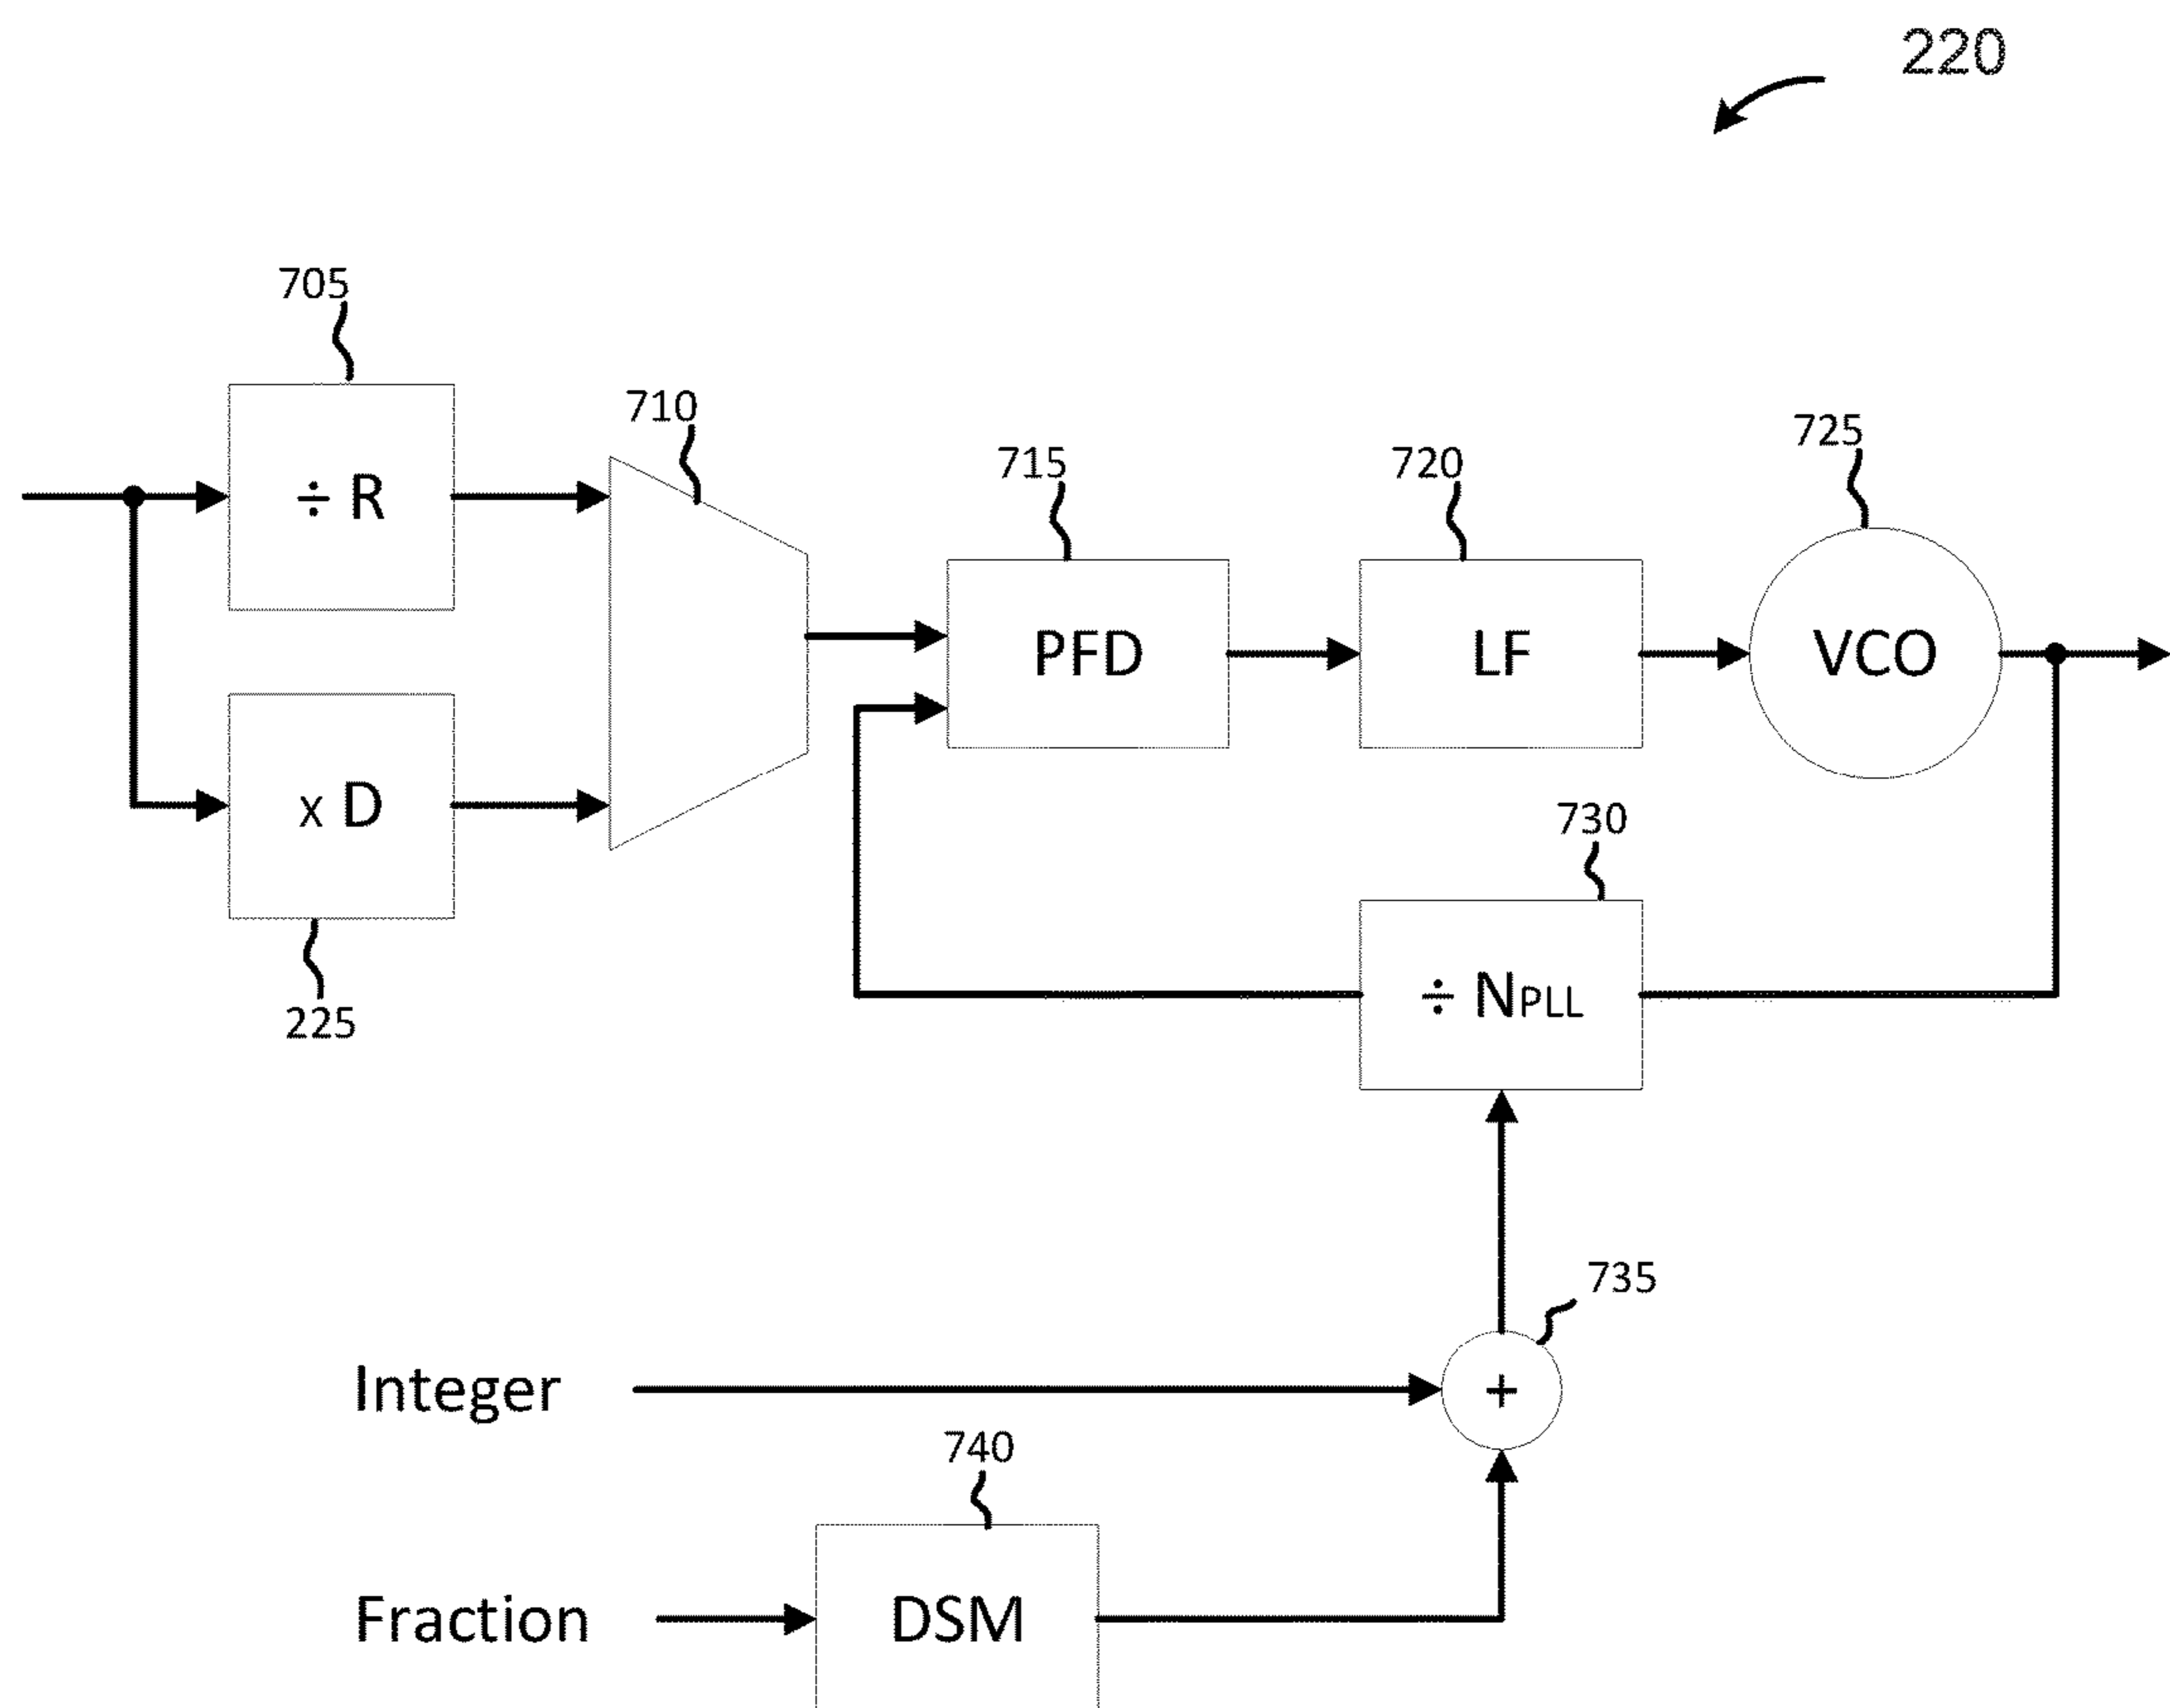 220
705
710
715
720
725
÷ R
PFD
LF
VCO
x D
730
225
÷ NPLL
735
Integer
+
740
Fraction
DSM